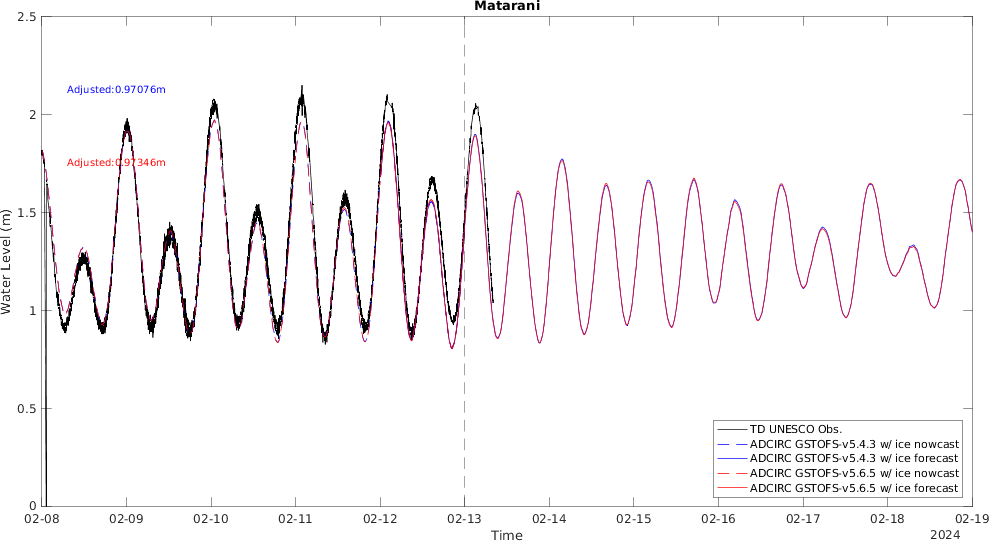 Matarani
2.5
2
1.5
1
0.5
0
Water Level (m)
Adjusted:0.97076m
Adjusted:0.97346m
TD UNESCO Obs.
ADCIRC GSTOFS-v5.4.3 w/ ice nowcast
ADCIRC GSTOFS-v5.4.3 w/ ice forecast
ADCIRC GSTOFS-v5.6.5 w/ ice nowcast
ADCIRC GSTOFS-v5.6.5 w/ ice forecast
02-08 02-09 02-10 02-11 02-12 02-13 02-14 02-15 02-16 02-17 02-18 02-19
Time
2024